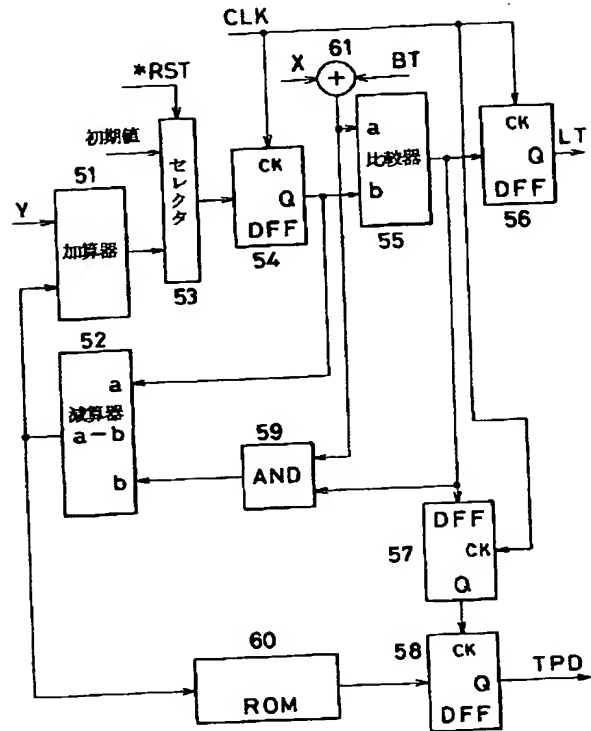 CLK
61
X
+
BT
*RST
初期値
51
Y
加算器
セレクタ
53
CK
Q
DFF
54
a
比較器
b
55
CK
Q
DFF
56
LT
52
a
減算器
a-b
b
59
AND
DFF
CK
57
Q
60
ROM
58
CK
Q
DFF
TPD